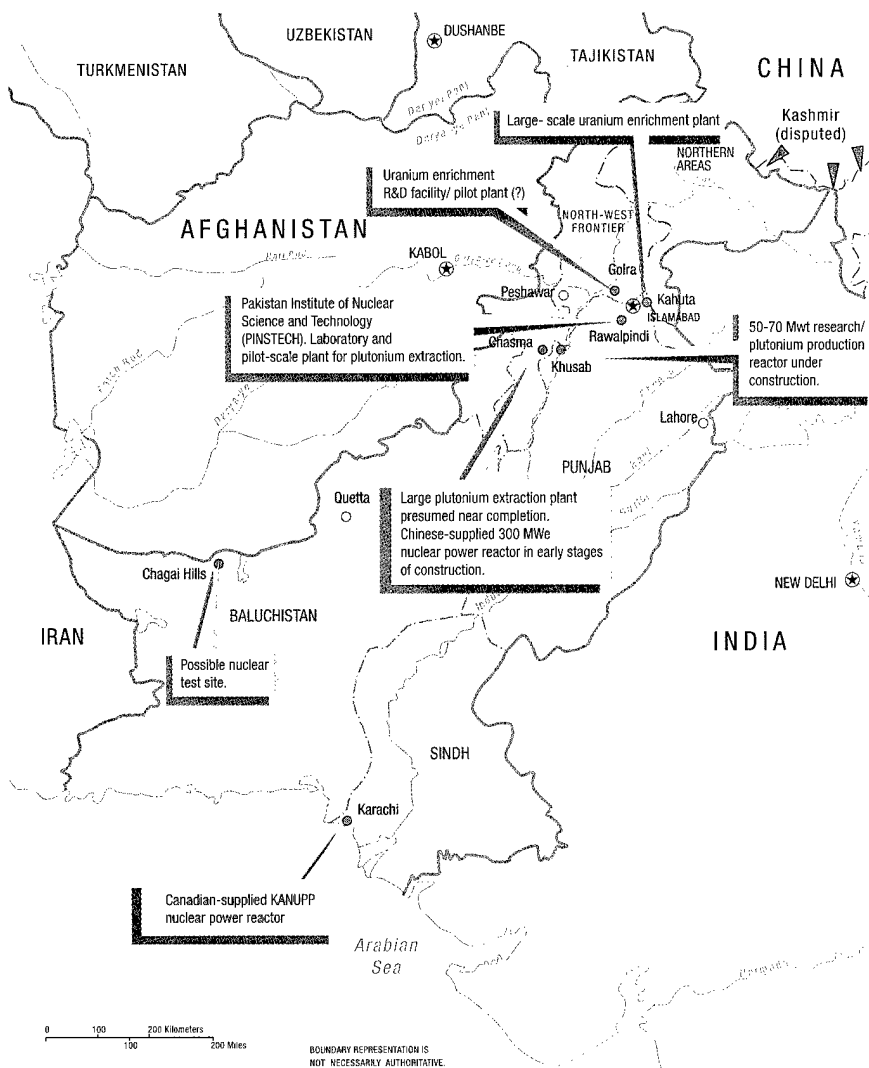 UZBEKISTAN
DUSHANBE
TAJIKISTAN
TURKMENISTAN
CHINA
Large- scale uranium enrichment plant
Kashmir
(disputed)
NORTHERN
AREAS
Uranium enrichment
R&D facility/ pilot plant (?)
NORTH-WEST
FRONTIER
AFGHANISTAN
KABOL
Golra
Peshawar
Kahuta
ISLAMABAD
Rawalpindi
Pakistan Institute of Nuclear
Science and Technology
(PINSTECH). Laboratory and
pilot-scale plant for plutonium extraction.
Chasma
Khusab
50-70 Mwt research/
plutonium production
reactor under
construction.
Lahore
PUNJAB
Quetta
Large plutonium extraction plant
presumed near completion.
Chinese-supplied 300 MWe
nuclear power reactor in early stages
of construction.
Chagai Hills
NEW DELHI
BALUCHISTAN
IRAN
INDIA
Possible nuclear
test site.
SINDH
Karachi
Canadian-supplied KANUPP
nuclear power reactor
Arabian
Sea
0 100 200 Kilometers
100 200 Miles
BOUNDARY REPRESENTATION IS
NOT NECESSARILY AUTHORITATIVE.